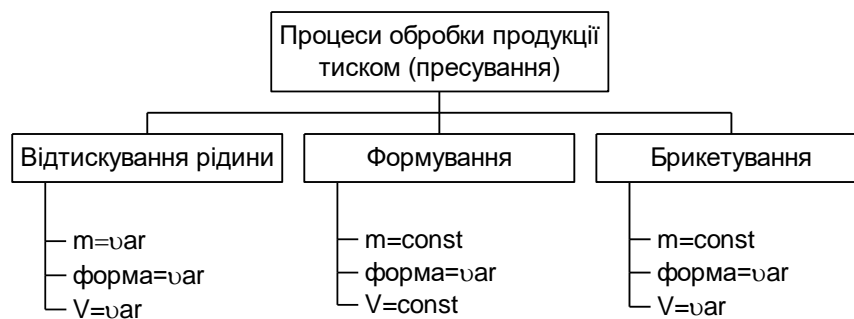 Процеси обробки продукції
тиском (пресування)
Відтискування рідини
m=υar
форма=υar
V=υar
Формування
m=const
форма=υar
V=const
Брикетування
m=const
форма=υar
V=υar